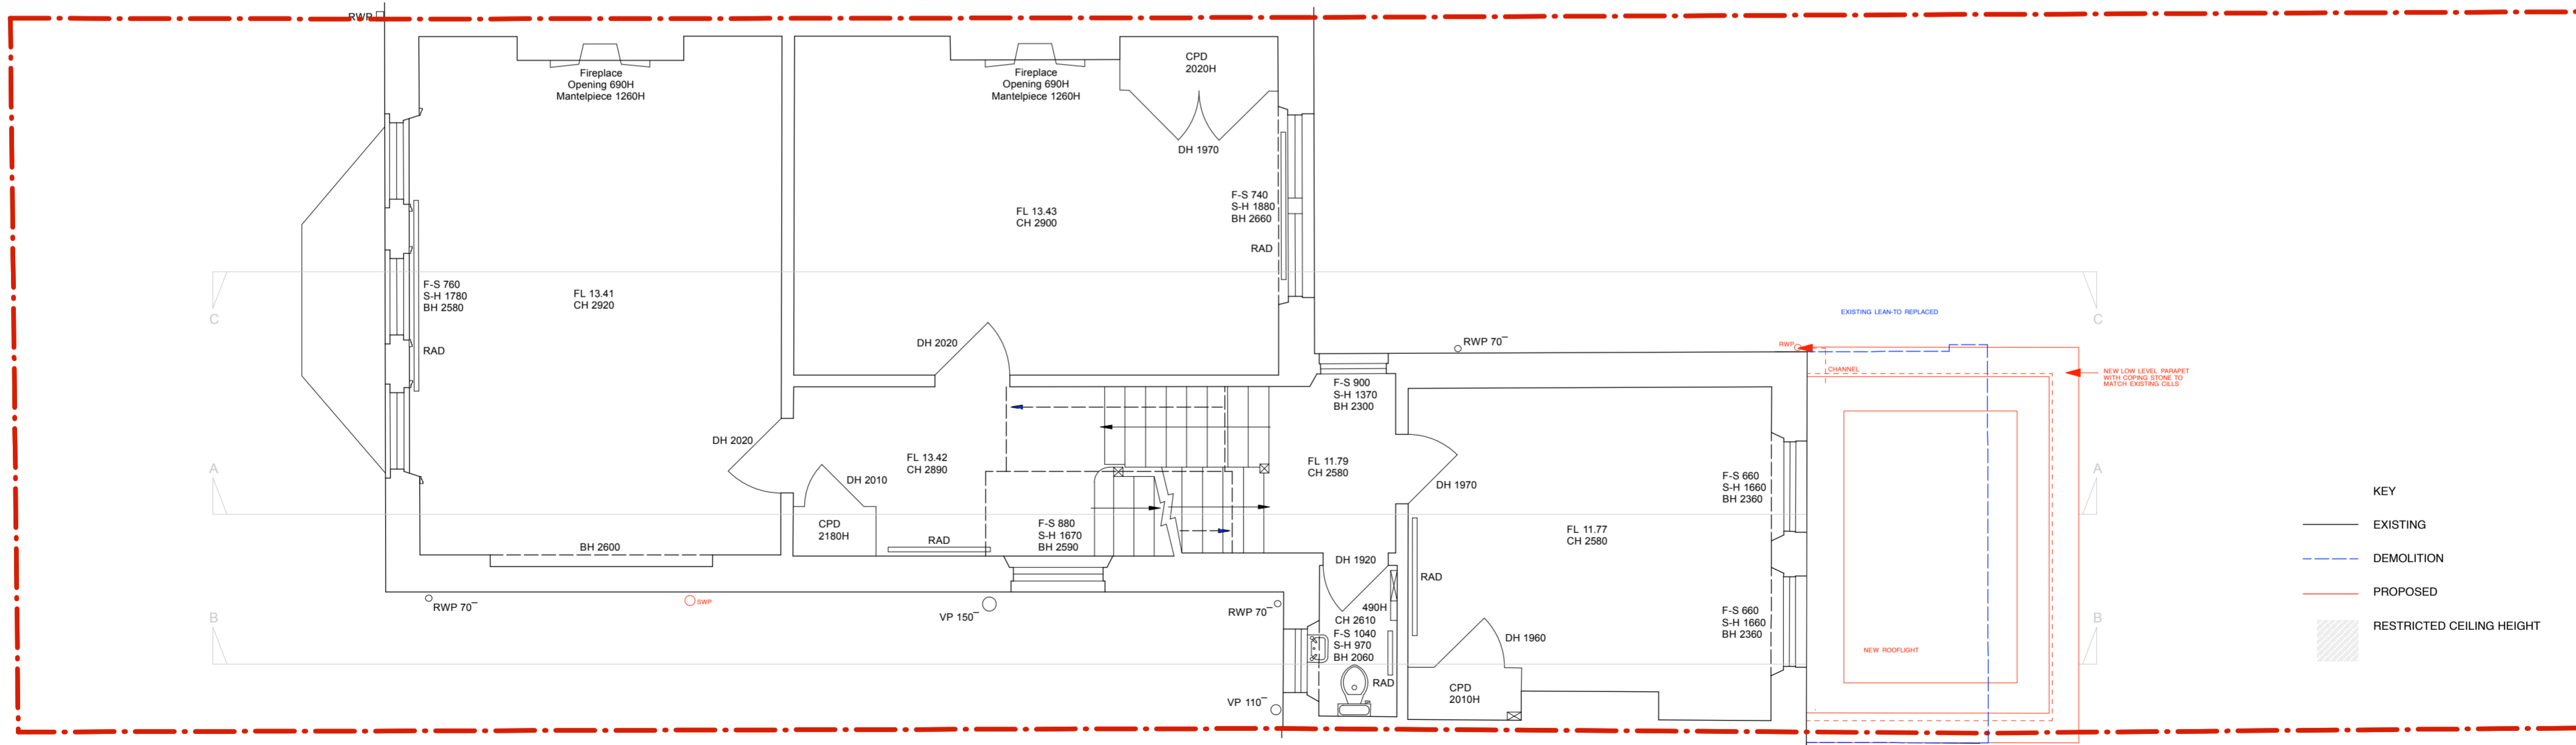 RWP
Fireplace
Opening 690H
Mantelpiece 1260H
Fireplace
Opening 690H
Mantelpiece 1260H
CPD
2020H
DH 1970
F-S 740
S-H 1880
BH 2660
RAD
FL 13.43
CH 2900
F-S 760
S-H 1780
BH 2580
RAD
FL 13.41
CH 2920
C
C
EXISTING LEAN-TO REPLACED
DH 2020
RWP 70
RWP
CHANNEL
NEW LOW LEVEL PARAPET
WITH COPING STONE TO
MATCH EXISTING CILLS
F-S 900
S-H 1370
BH 2300
DH 2020
FL 13.42
CH 2890
DH 2010
A
A
FL 11.79
CH 2580
DH 1970
F-S 660
S-H 1660
BH 2360
KEY
EXISTING
DEMOLITION
PROPOSED
RESTRICTED CEILING HEIGHT
CPD
2180H
RAD
F-S 880
S-H 1670
BH 2590
FL 11.77
CH 2580
BH 2600
DH 1920
RAD
RWP 70
SWP
VP 150
RWP 70
490H
CH 2610
F-S 1040
S-H 970
BH 2060
RAD
DH 1960
F-S 660
S-H 1660
BH 2360
B
B
NEW ROOFLIGHT
CPD
2010H
VP 110